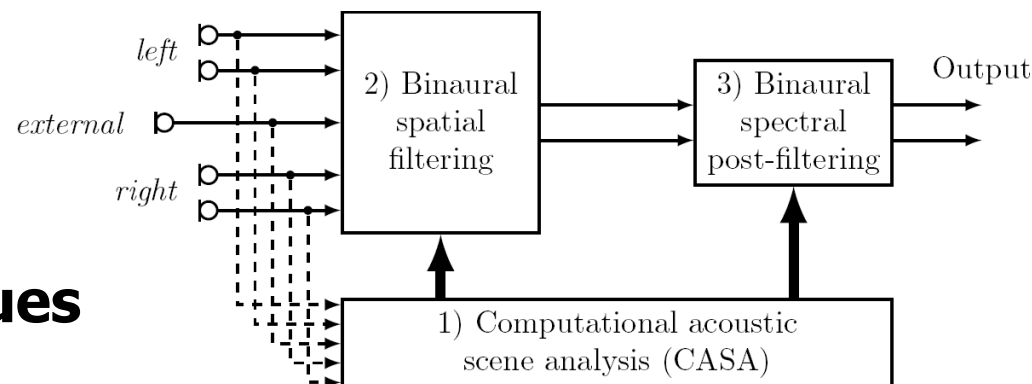 left
external
right
2) Binaural
spatial
filtering
3) Binaural
spectral
post-filtering
Output
ues
1) Computational acoustic
scene analysis (CASA)